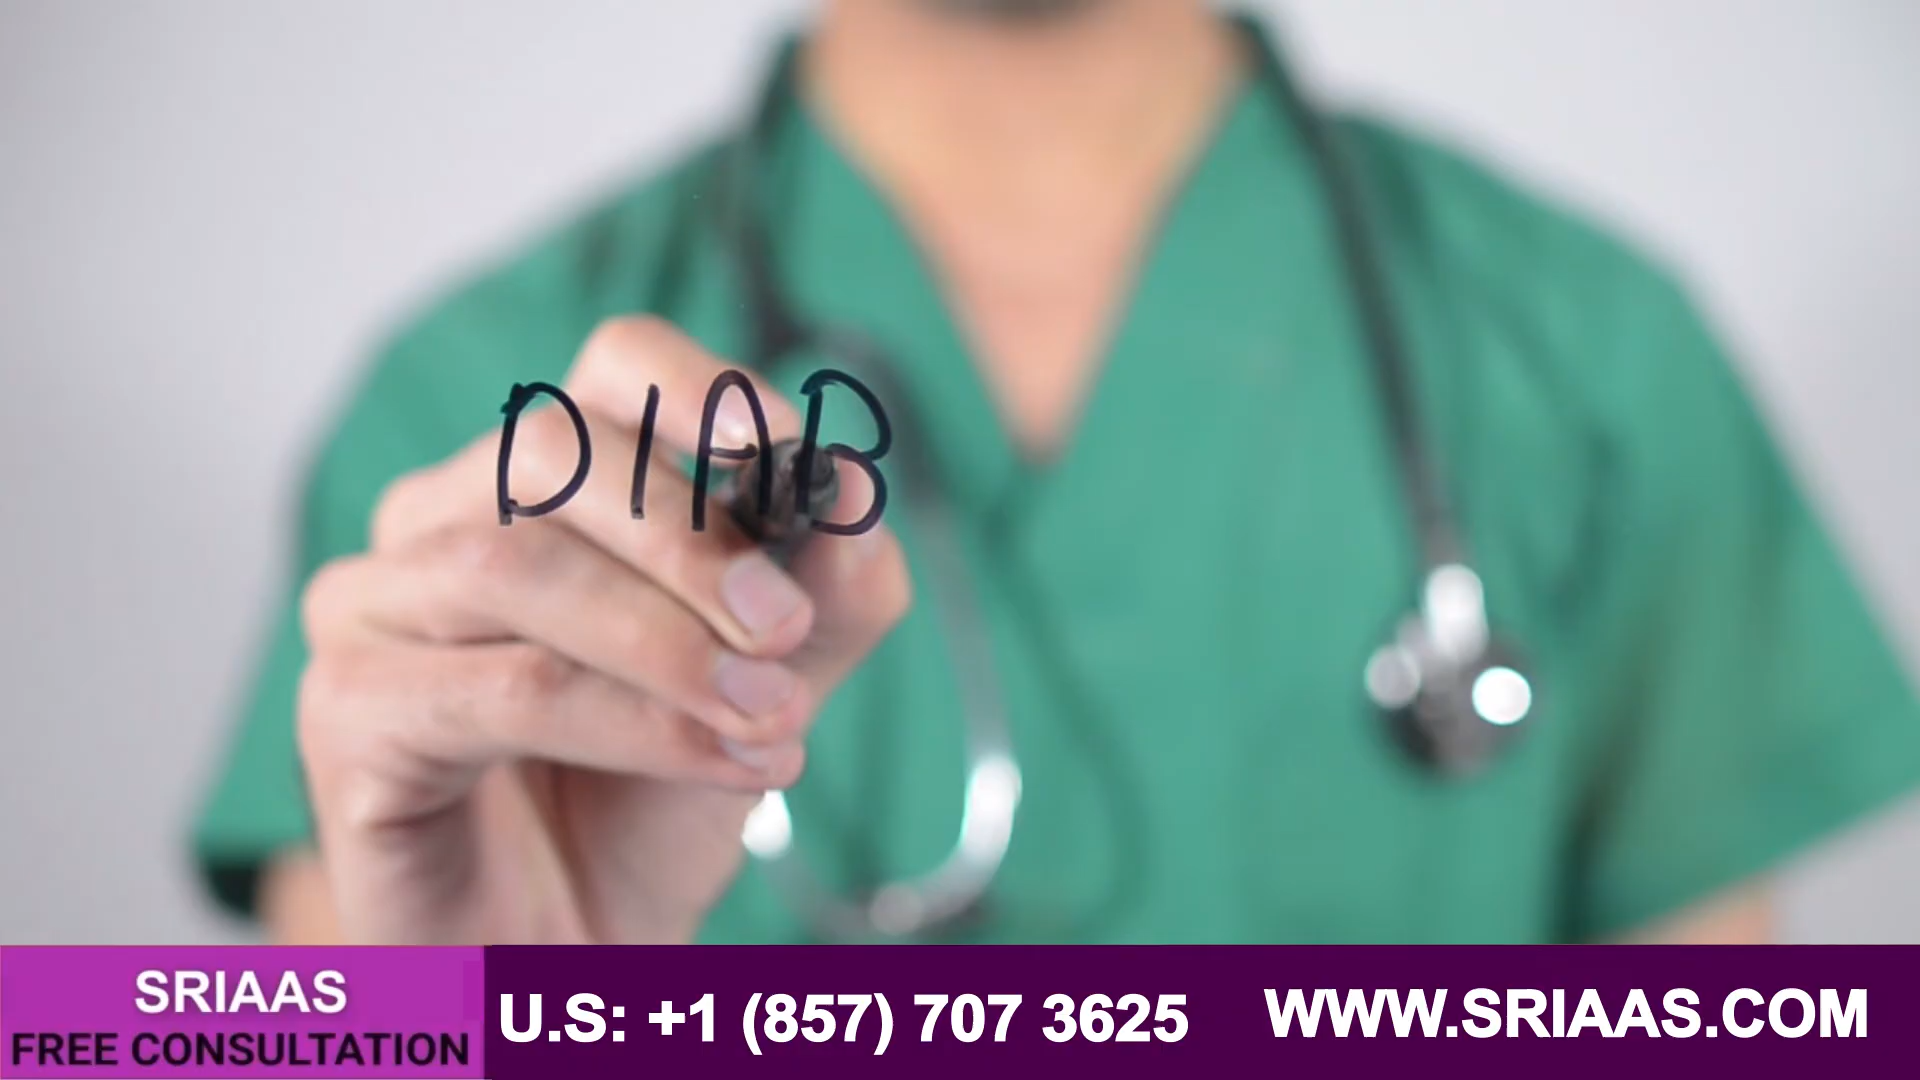 DIAB
SRIAAS
FREE CONSULTATION
U.S: +1 (857) 707 3625
WWW.SRIAAS.COM